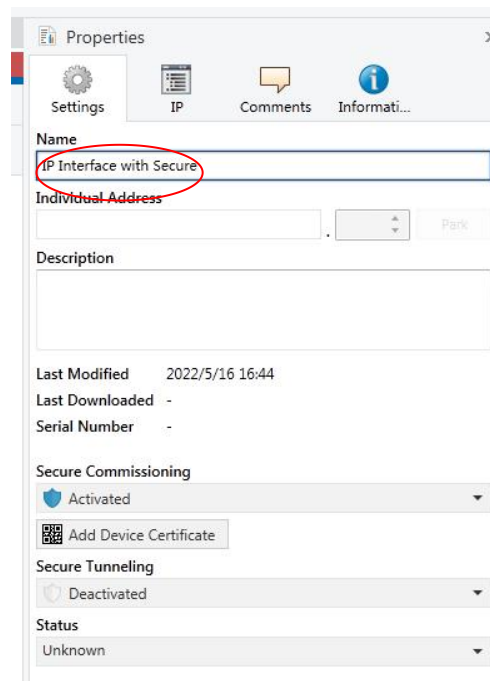 Properties
Settings IP Comments Informati...
Name
IP Interface with Secure
Individual Address
. Park
Description
Last Modified 2022/5/16 16:44
Last Downloaded -
Serial Number -
Secure Commissioning
Activated
Add Device Certificate
Secure Tunneling
Deactivated
Status
Unknown